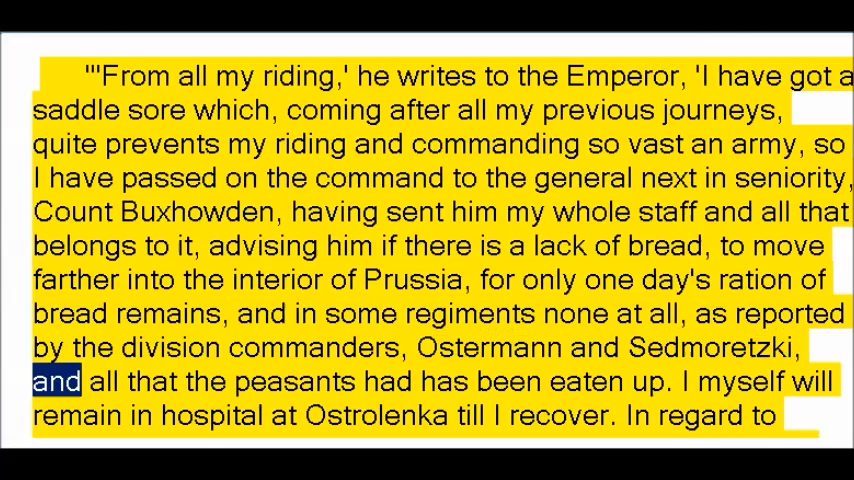 "'From all my riding,' he writes to the Emperor, 'I have got a
saddle sore which, coming after all my previous journeys,
quite prevents my riding and commanding so vast an army, so
I have passed on the command to the general next in seniority,
Count Buxhowden, having sent him my whole staff and all that
belongs to it, advising him if there is a lack of bread, to move
farther into the interior of Prussia, for only one day's ration of
bread remains, and in some regiments none at all, as reported
by the division commanders, Ostermann and Sedmoretzki,
and all that the peasants had has been eaten up. I myself will
remain in hospital at Ostrolenka till I recover. In regard to